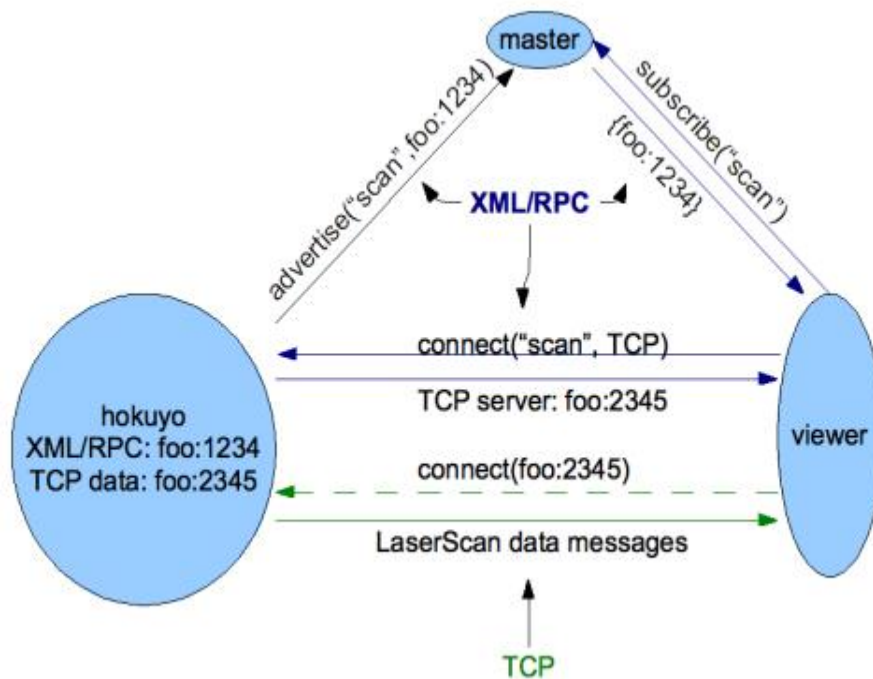 master
advertise("scan",foo:1234)
subscribe("scan")
{foo:1234}
XML/RPC
connect("scan", TCP)
TCP server: foo:2345
hokuyo
XML/RPC: foo:1234
TCP data: foo:2345
viewer
connect(foo:2345)
LaserScan data messages
TCP